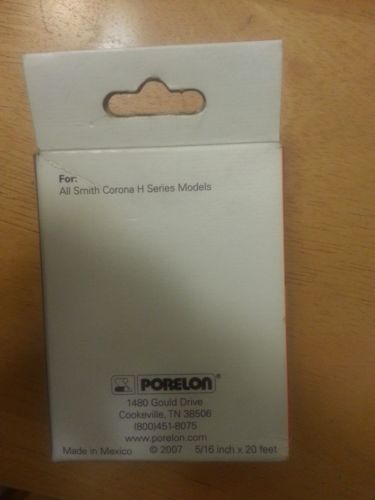 For:
All Smith Corona H Series Models
PORELON®
1480 Gould Drive
Cookeville, TN 38506
(800)451-8075
www.porelon.com
Made in Mexico © 2007 5/16 inch x 20 feet